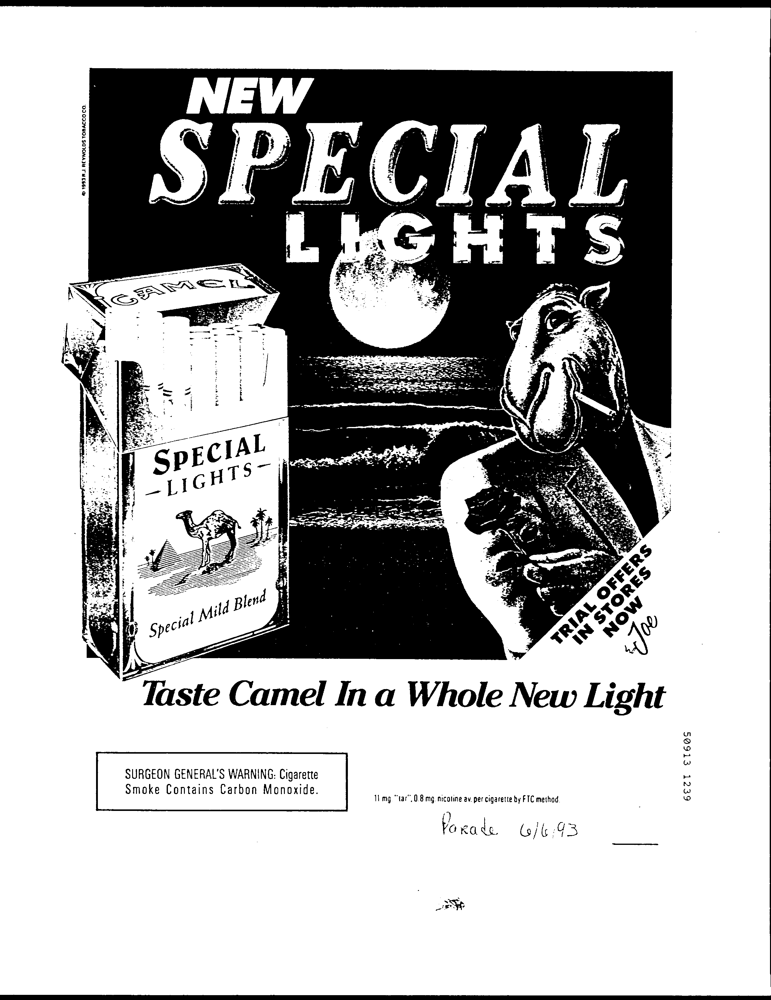 © 1993 R.J. REYNOLDS TOBACCO CO.
NEW
SPECIAL
LIGHTS
CAMEL
SPECIAL
LIGHTS
Special Mild Blend
TRIAL OFFERS
IN STORES
NOW
Joe
Taste Camel In a Whole New Light
SURGEON GENERAL'S WARNING: Cigarette
Smoke Contains Carbon Monoxide.
11 mg "tar", 0.8 mg nicotine av. per cigarette by FTC method.
Parade 6/6/93
50913 1239